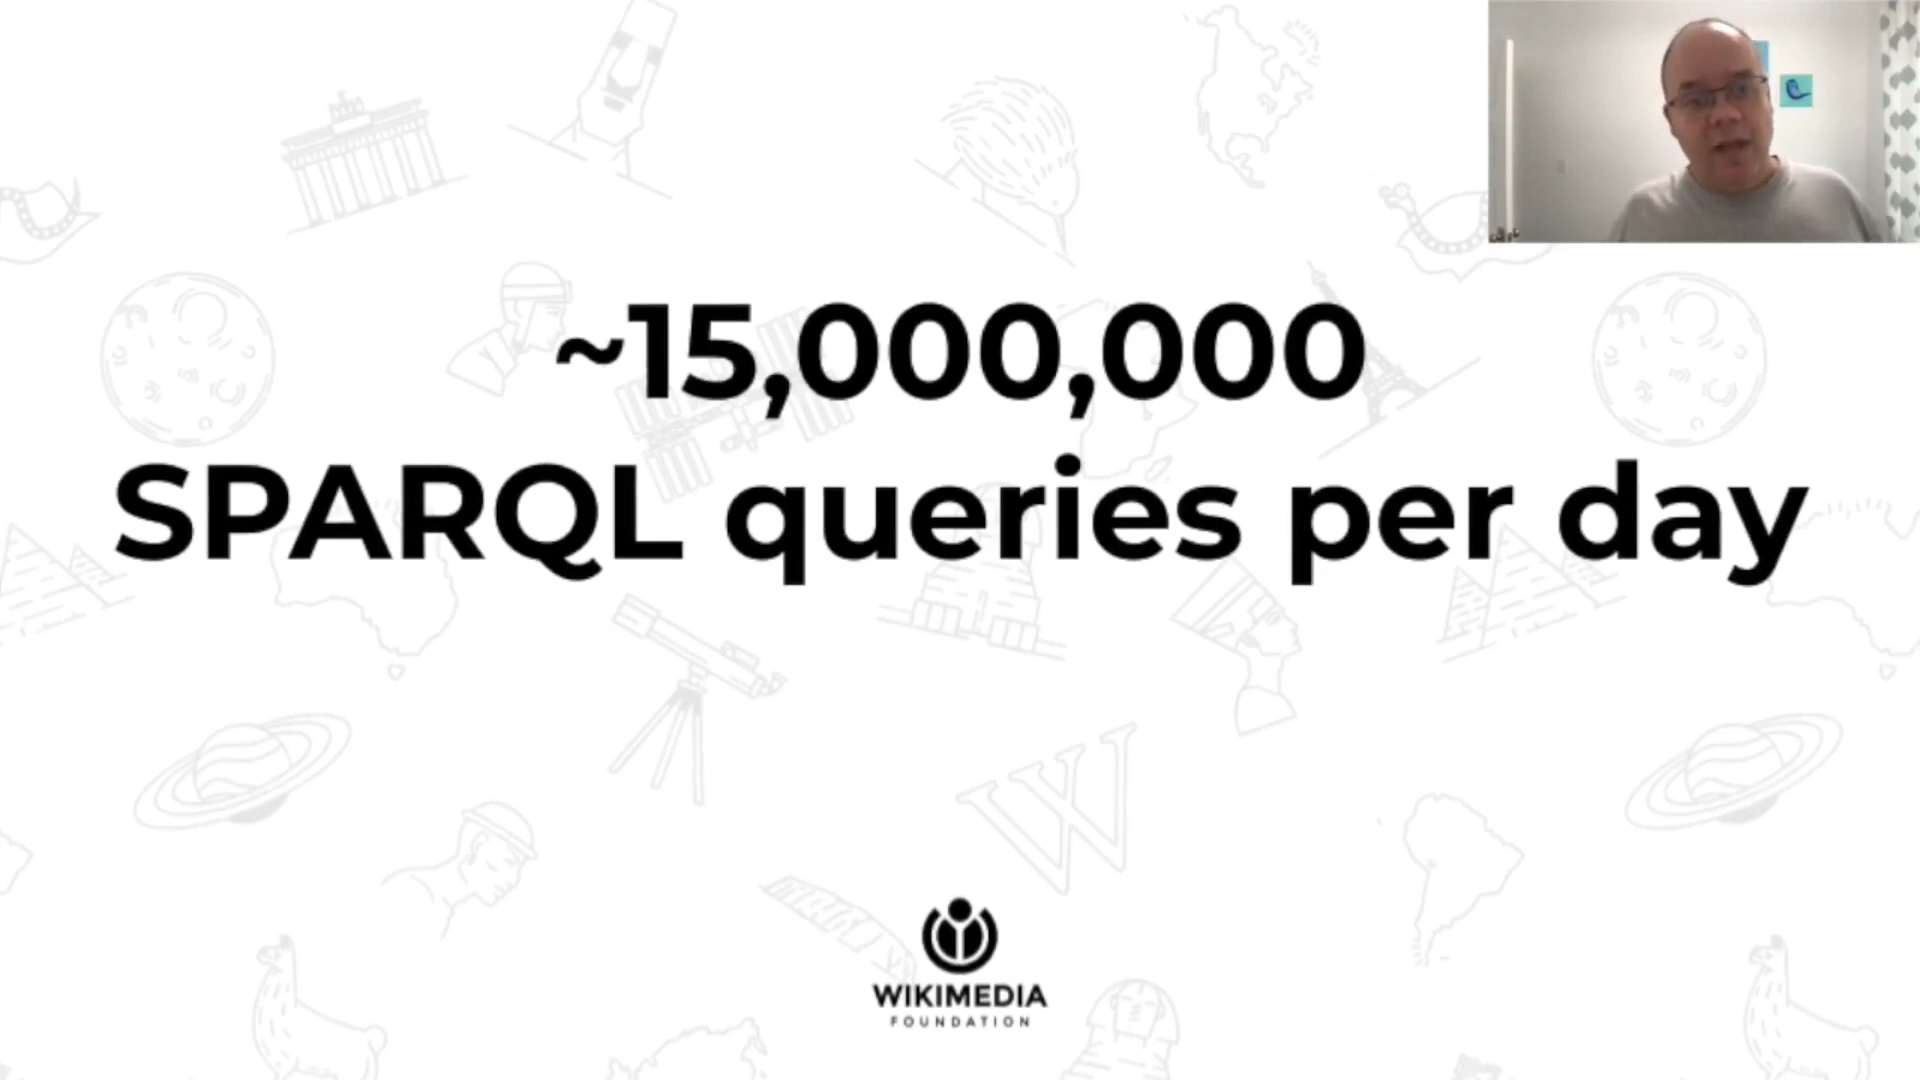 ~15,000,000
SPARQL queries per day
W
WIKIMEDIA
FOUNDATION